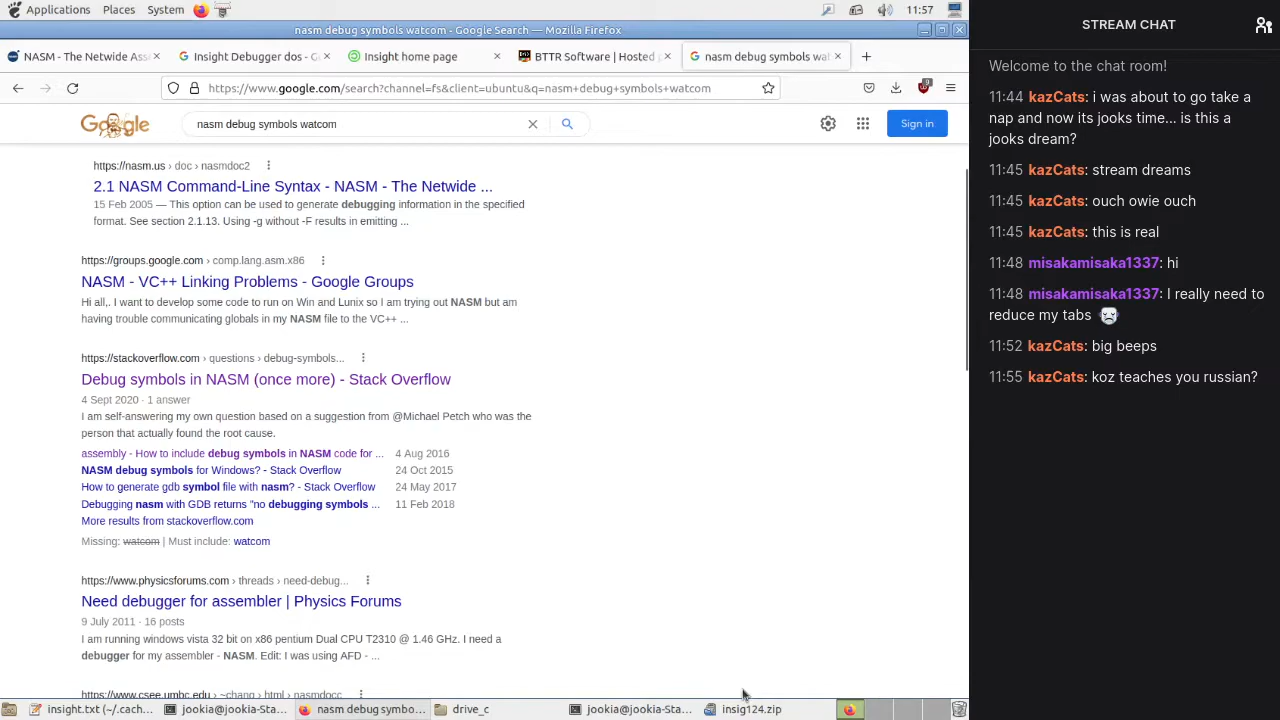 Applications Places System 11:57
nasm debug symbols watcom - Google Search — Mozilla Firefox
NASM - The Netwide Ass
Insight Debugger dos - G
Insight home page
BTTR Software | Hosted p
nasm debug symbols wat
https://www.google.com/search?channel=fs&client=ubuntu&q=nasm+debug+symbols+watcom
9
nasm debug symbols watcom
Sign in
https://nasm.us › doc › nasmdoc2
2.1 NASM Command-Line Syntax - NASM - The Netwide ...
15 Feb 2005 — This option can be used to generate debugging information in the specified
format. See section 2.1.13. Using -g without -F results in emitting ...
https://groups.google.com › comp.lang.asm.x86
NASM - VC++ Linking Problems - Google Groups
Hi all,. I want to develop some code to run on Win and Lunix so I am trying out NASM but am
having trouble communicating globals in my NASM file to the VC++ ...
https://stackoverflow.com › questions › debug-symbols...
Debug symbols in NASM (once more) - Stack Overflow
4 Sept 2020 · 1 answer
I am self-answering my own question based on a suggestion from @Michael Petch who was the
person that actually found the root cause.
assembly - How to include debug symbols in NASM code for ... 4 Aug 2016
NASM debug symbols for Windows? - Stack Overflow 24 Oct 2015
How to generate gdb symbol file with nasm? - Stack Overflow 24 May 2017
Debugging nasm with GDB returns "no debugging symbols ... 11 Feb 2018
More results from stackoverflow.com
Missing: watcom | Must include: watcom
https://www.physicsforums.com › threads › need-debug...
Need debugger for assembler | Physics Forums
9 July 2011 · 16 posts
I am running windows vista 32 bit on x86 pentium Dual CPU T2310 @ 1.46 GHz. I need a
debugger for my assembler - NASM. Edit: I was using AFD - ...
https://www.csee.umbc.edu › ~chang › html › nasmdocc
insight.txt (~/.cach...
jookia@jookia-Sta...
nasm debug symbo...
drive_c
jookia@jookia-Sta...
insig124.zip
STREAM CHAT
Welcome to the chat room!
11:44 kazCats: i was about to go take a
nap and now its jooks time... is this a
jooks dream?
11:45 kazCats: stream dreams
11:45 kazCats: ouch owie ouch
11:45 kazCats: this is real
11:48 misakamisaka1337: hi
11:48 misakamisaka1337: I really need to
reduce my tabs
11:52 kazCats: big beeps
11:55 kazCats: koz teaches you russian?